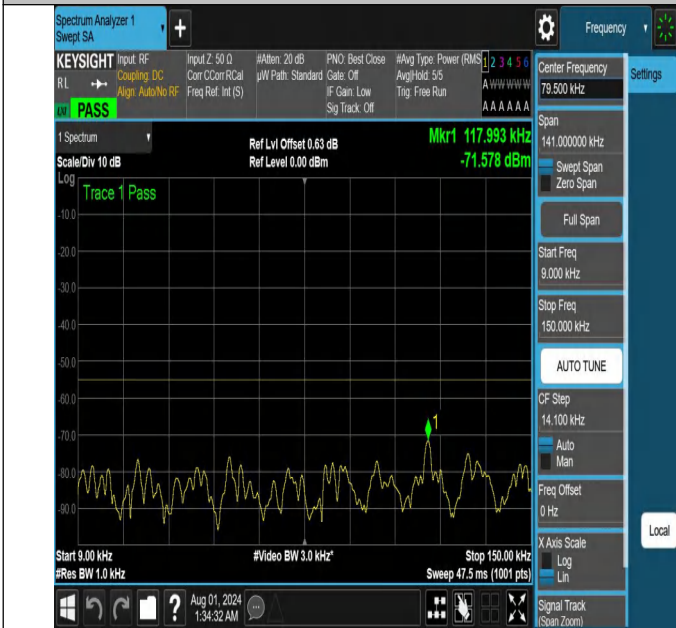 Spectrum Analyzer 1
Swept SA
+
Frequency
KEYSIGHT
Input: RF
Input Z: 50 Ω
#Atten: 20 dB
PNO: Best Close
#Avg Type: Power (RMS
1 2 3 4 5 6
RL
Coupling: DC
Corr CCorr RCal
µW Path: Standard
Gate: Off
Avg|Hold: 5/5
A W W W W W
Align: Auto/No RF
Freq Ref: Int (S)
IF Gain: Low
Trig: Free Run
Sig Track: Off
A A A A A A
PASS
1 Spectrum
Ref Lvl Offset 0.63 dB
Mkr1 117.993 kHz
Scale/Div 10 dB
Ref Level 0.00 dBm
-71.578 dBm
Log
Trace 1 Pass
-10.0
-20.0
-30.0
-40.0
-50.0
-60.0
-70.0
-80.0
-90.0
1
Start 9.00 kHz
#Video BW 3.0 kHz*
Stop 150.00 kHz
#Res BW 1.0 kHz
Sweep 47.5 ms (1001 pts)
?
Aug 01, 2024
1:34:32 AM
Center Frequency
79.500 kHz
Settings
Span
141.000000 kHz
Swept Span
Zero Span
Full Span
Start Freq
9.000 kHz
Stop Freq
150.000 kHz
AUTO TUNE
CF Step
14.100 kHz
Auto
Man
Freq Offset
0 Hz
Local
X Axis Scale
Log
Lin
Signal Track
(Span Zoom)